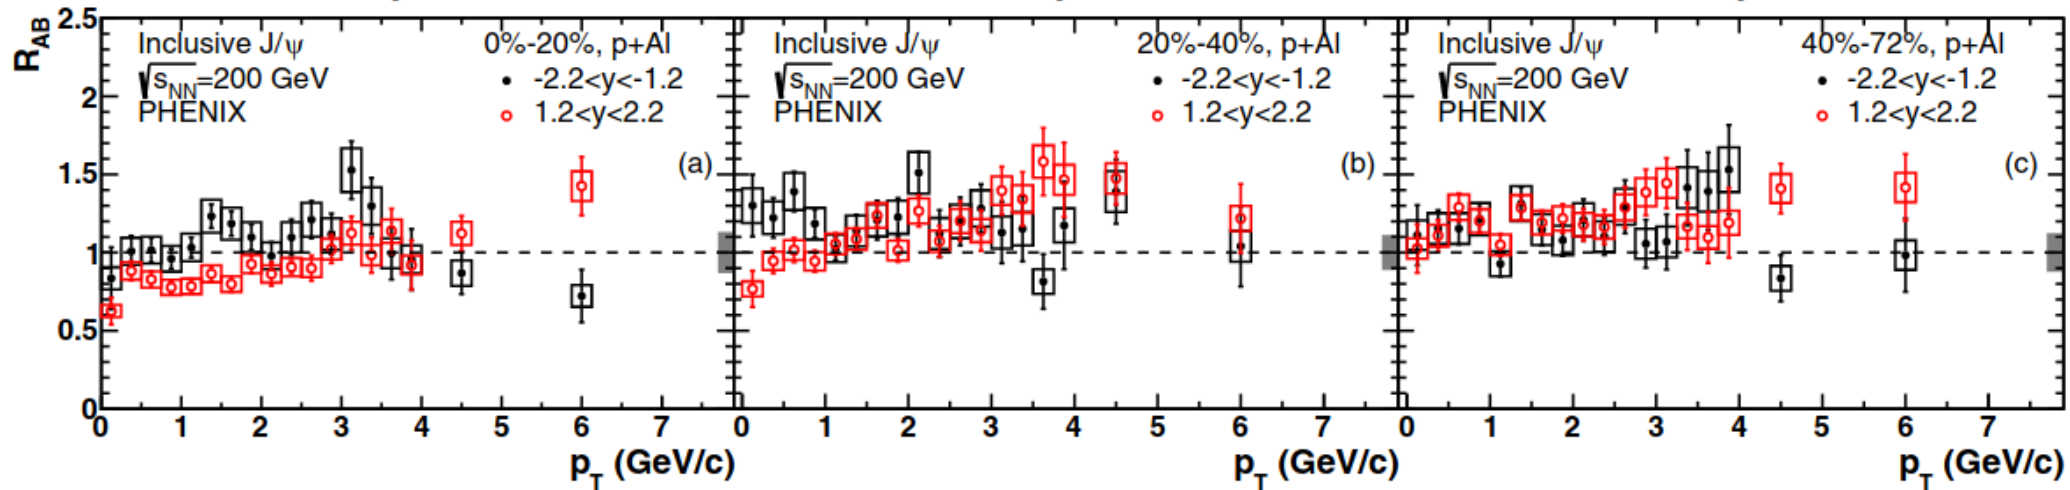 R_AB
2.5
2
1.5
1
0.5
0
Inclusive J/ψ
√s_NN=200 GeV
PHENIX
0%-20%, p+Al
-2.2<y<-1.2
1.2<y<2.2
(a)
0 1 2 3 4 5 6 7
p_T (GeV/c)
Inclusive J/ψ
√s_NN=200 GeV
PHENIX
20%-40%, p+Al
-2.2<y<-1.2
1.2<y<2.2
(b)
0 1 2 3 4 5 6 7
p_T (GeV/c)
Inclusive J/ψ
√s_NN=200 GeV
PHENIX
40%-72%, p+Al
-2.2<y<-1.2
1.2<y<2.2
(c)
0 1 2 3 4 5 6 7
p_T (GeV/c)